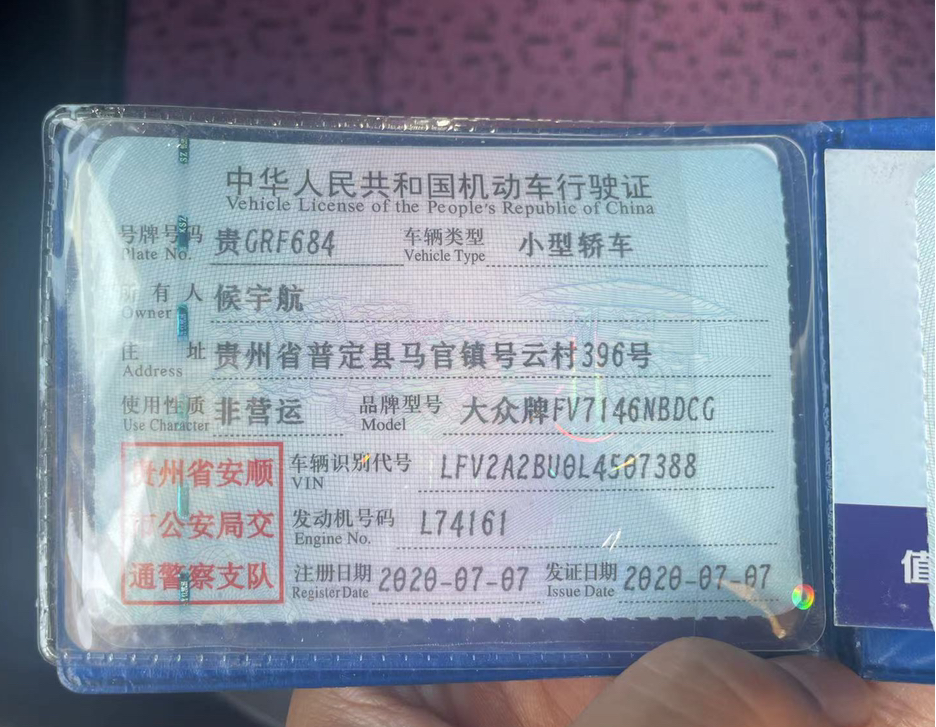 中华人民共和国机动车行驶证
Vehicle License of the People's Republic of China
号牌号码 贵GRF684 车辆类型 小型轿车
Plate No. Vehicle Type
所有人 候宇航
Owner
住址 贵州省普定县马官镇号云村396号
Address
使用性质 非营运 品牌型号 大众牌FV7146NBDCG
Use Character Model
车辆识别代号 LFV2A2BU0L4507388
VIN
发动机号码 L74161
Engine No.
注册日期 2020-07-07 发证日期 2020-07-07
Register Date Issue Date
贵州省安顺
市公安局交
通警察支队
值